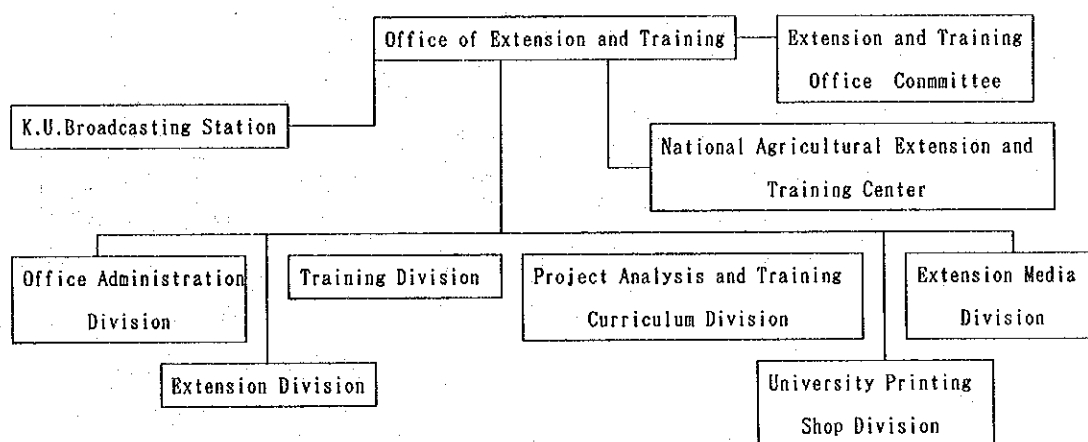 Office of Extension and Training
Extension and Training
Office Conmmittee
K.U.Broadcasting Station
National Agricultural Extension and
Training Center
Office Administration
Division
Training Division
Project Analysis and Training
Curriculum Division
Extension Media
Division
Extension Division
University Printing
Shop Division